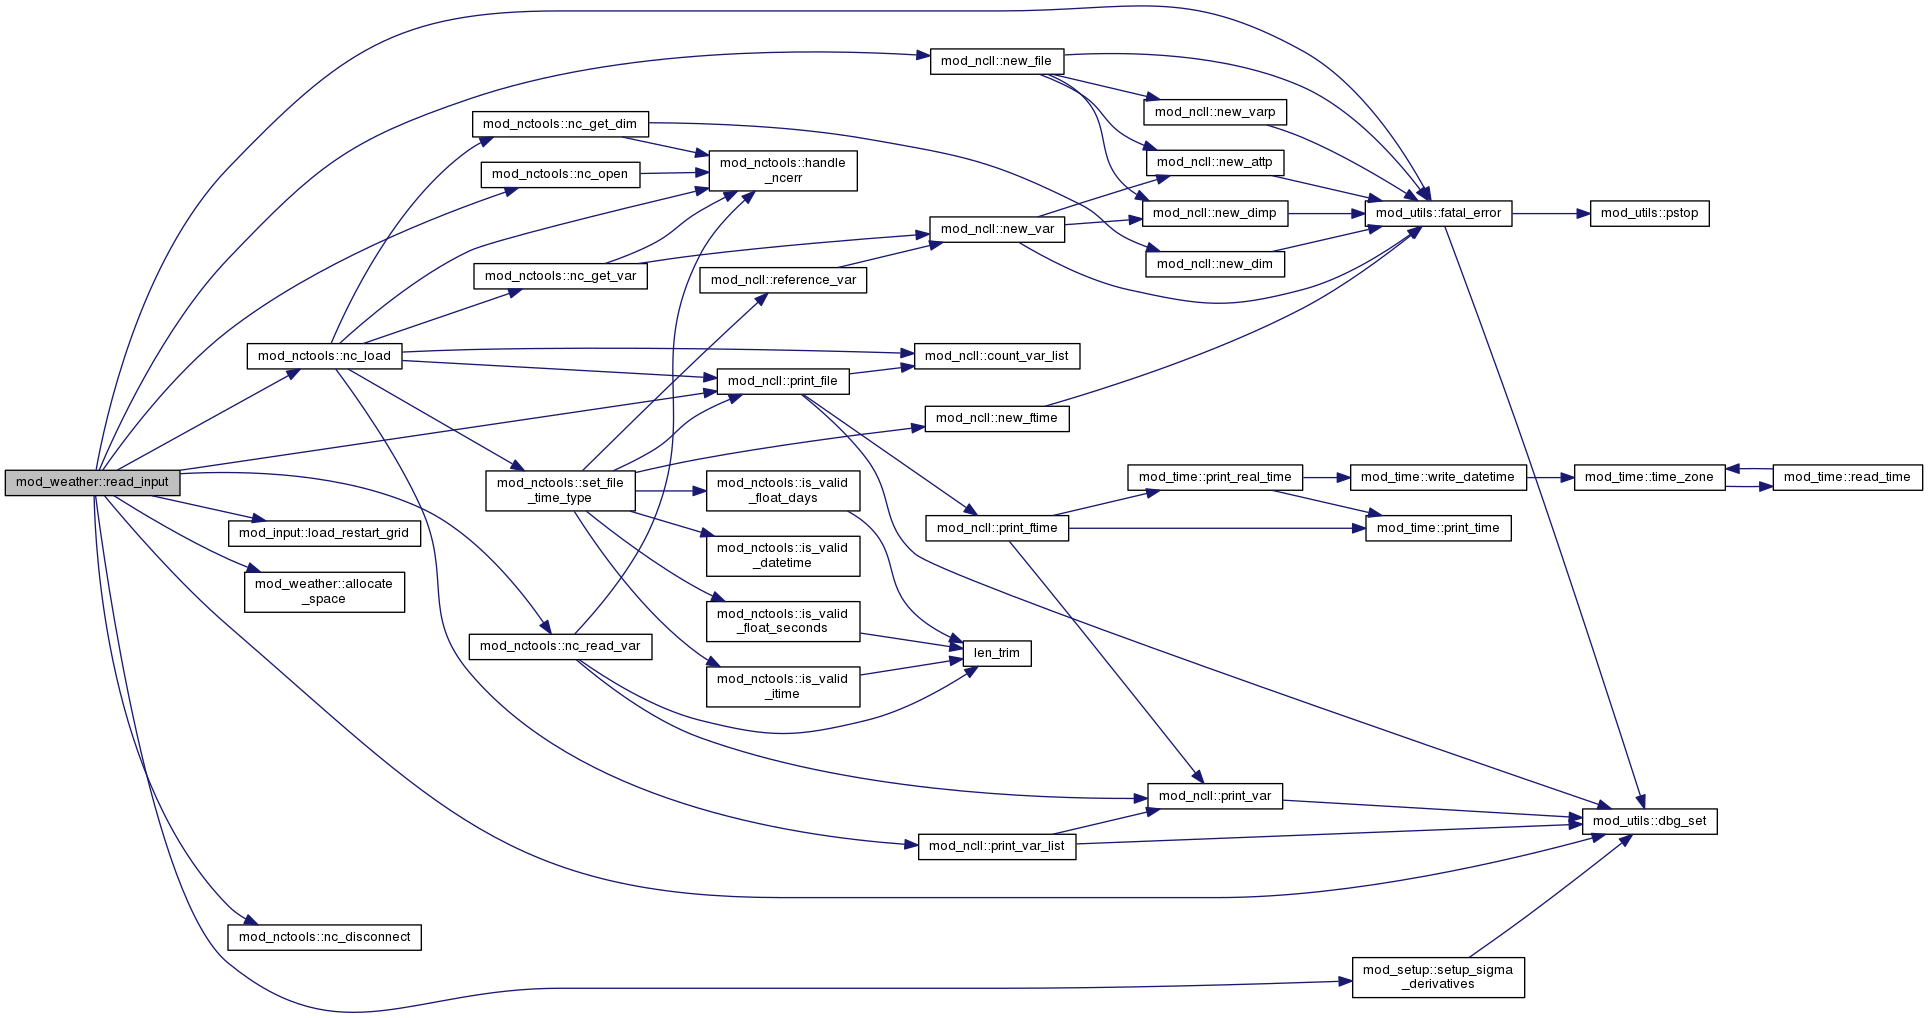 mod_weather::read_input
mod_nctools::nc_load
mod_input::load_restart_grid
mod_weather::allocate
_space
mod_nctools::nc_disconnect
mod_nctools::nc_get_dim
mod_nctools::nc_open
mod_nctools::nc_get_var
mod_nctools::set_file
_time_type
mod_nctools::nc_read_var
mod_nctools::handle
_ncerr
mod_ncll::reference_var
mod_ncll::print_file
mod_nctools::is_valid
_float_days
mod_nctools::is_valid
_datetime
mod_nctools::is_valid
_float_seconds
mod_nctools::is_valid
_itime
mod_ncll::new_file
mod_ncll::new_var
mod_ncll::count_var_list
mod_ncll::new_ftime
mod_ncll::print_ftime
len_trim
mod_ncll::print_var_list
mod_ncll::new_varp
mod_ncll::new_attp
mod_ncll::new_dimp
mod_ncll::new_dim
mod_time::print_real_time
mod_ncll::print_var
mod_utils::fatal_error
mod_time::write_datetime
mod_time::print_time
mod_setup::setup_sigma
_derivatives
mod_utils::pstop
mod_time::time_zone
mod_utils::dbg_set
mod_time::read_time